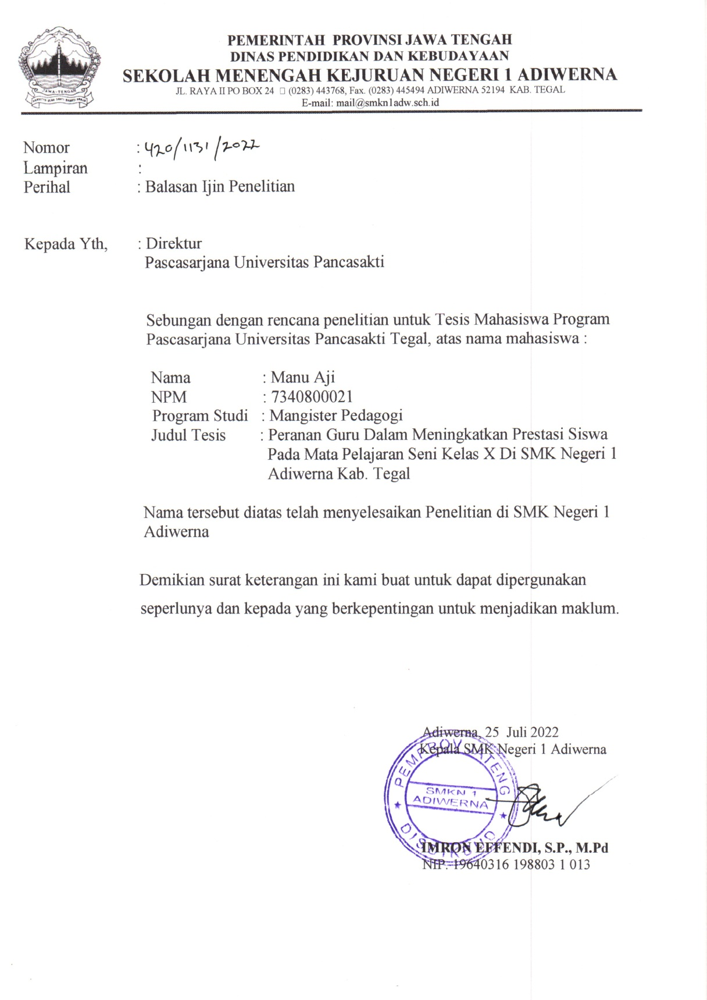 PEMERINTAH PROVINSI JAWA TENGAH
DINAS PENDIDIKAN DAN KEBUDAYAAN
SEKOLAH MENENGAH KEJURUAN NEGERI 1 ADIWERNA
JL. RAYA II PO BOX 24 (0283) 443768, Fax. (0283) 445494 ADIWERNA 52194 KAB. TEGAL
E-mail: mail@smkn1adw.sch.id
JAWA-TENGAH
Nomor : 420/1131/2022
Lampiran :
Perihal : Balasan Ijin Penelitian
Kepada Yth, : Direktur
Pascasarjana Universitas Pancasakti
Sebungan dengan rencana penelitian untuk Tesis Mahasiswa Program
Pascasarjana Universitas Pancasakti Tegal, atas nama mahasiswa :
Nama : Manu Aji
NPM : 7340800021
Program Studi : Mangister Pedagogi
Judul Tesis : Peranan Guru Dalam Meningkatkan Prestasi Siswa
Pada Mata Pelajaran Seni Kelas X Di SMK Negeri 1
Adiwerna Kab. Tegal
Nama tersebut diatas telah menyelesaikan Penelitian di SMK Negeri 1
Adiwerna
Demikian surat keterangan ini kami buat untuk dapat dipergunakan
seperlunya dan kepada yang berkepentingan untuk menjadikan maklum.
Adiwerna, 25 Juli 2022
Kepala SMK Negeri 1 Adiwerna
PEMPROV JATENG
SMKN 1
ADIWERNA
DISDIKBUD
IMRON EFFENDI, S.P., M.Pd
NIP. 19640316 198803 1 013